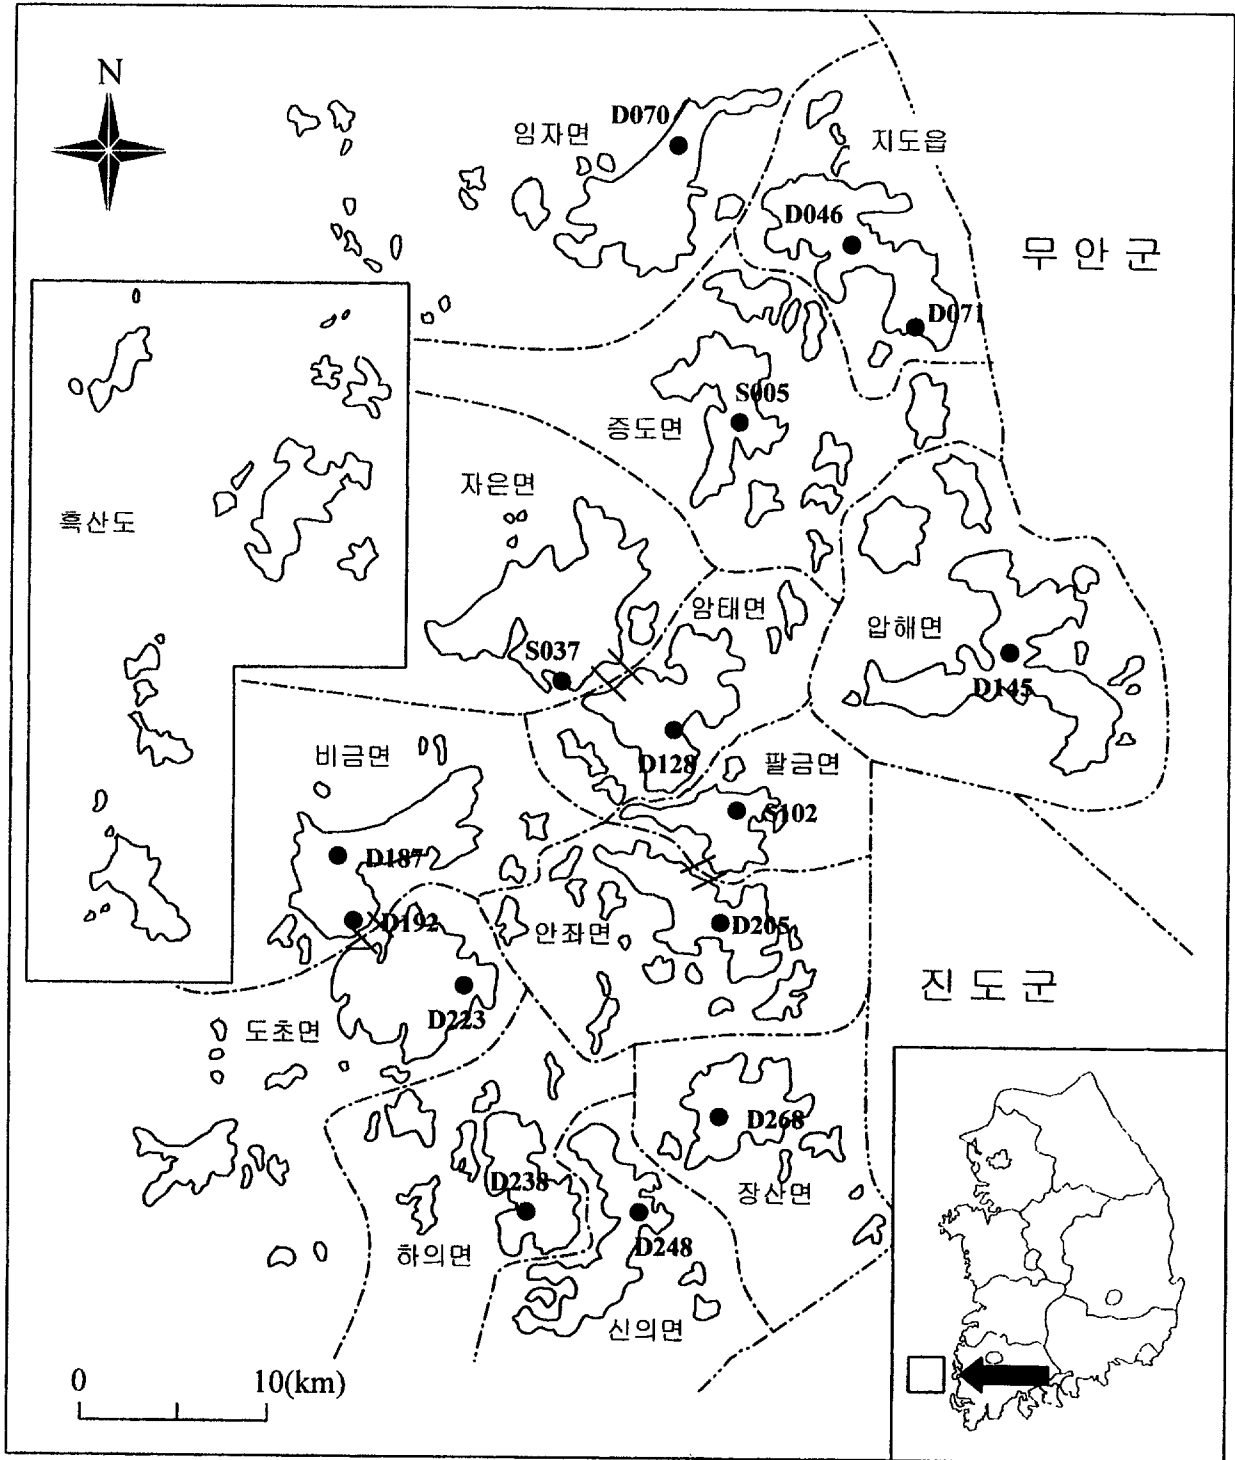 N
D070
임자면
지도읍
D046
무안군
D071
S005
증도면
자은면
흑산도
암태면
압해면
S037
D145
비금면
D128
팔금면
S102
D187
D192
안좌면
D205
진도군
D223
도초면
D268
D238
장산면
D248
하의면
신의면
0 10(km)